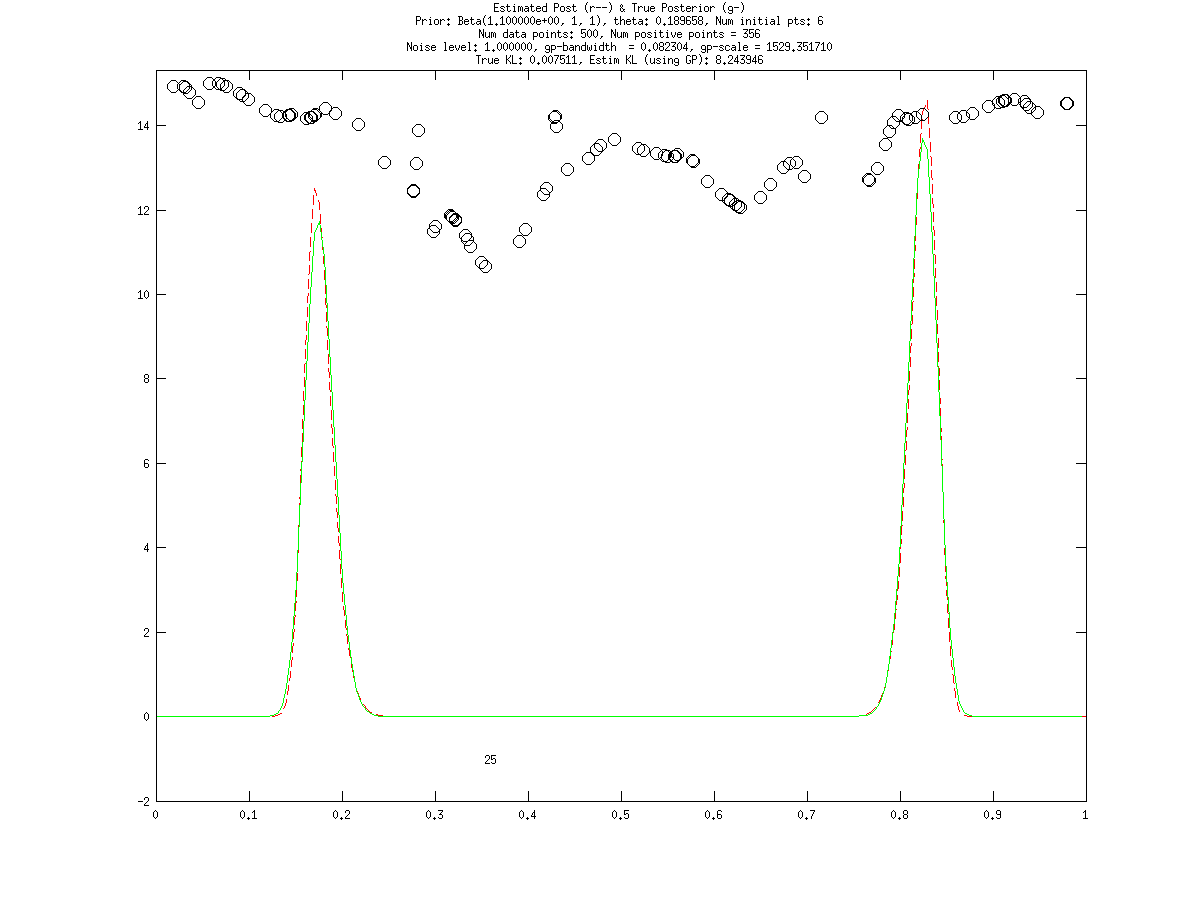 Estimated Post (r--) & True Posterior (g-)
Prior: Beta(1.100000e+00, 1, 1), theta: 0.189658, Num initial pts: 6
Num data points: 500, Num positive points = 356
Noise level: 1.000000, gp-bandwidth  = 0.082304, gp-scale = 1529.351710
True KL: 0.007511, Estim KL (using GP): 8.243946
14
12
10
8
6
4
2
0
25
-2
0 0.1 0.2 0.3 0.4 0.5 0.6 0.7 0.8 0.9 1